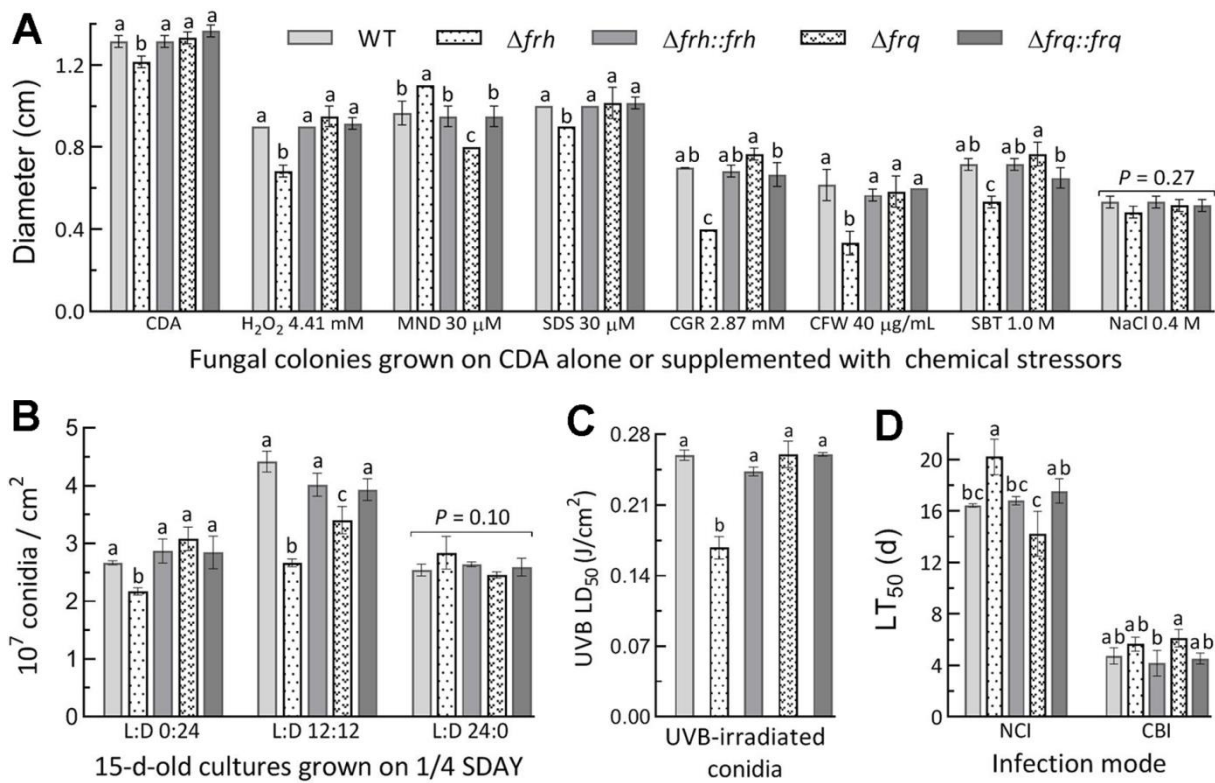 A
WT Δfrh Δfrh::frh Δfrq Δfrq::frq
Diameter (cm)
1.2
0.8
0.4
0.0
a b a a a
a b a a a
b a b c b
a b a a a
ab c ab a b
a b a a a
ab c ab a b
P = 0.27
CDA H₂O₂ 4.41 mM MND 30 μM SDS 30 μM CGR 2.87 mM CFW 40 μg/mL SBT 1.0 M NaCl 0.4 M
Fungal colonies grown on CDA alone or supplemented with chemical stressors
B
10⁷ conidia / cm²
5
4
3
2
1
0
a b a a a
a b a c a
P = 0.10
L:D 0:24 L:D 12:12 L:D 24:0
15-d-old cultures grown on 1/4 SDAY
C
UVB LD₅₀ (J/cm²)
0.28
0.21
0.14
0.07
0.00
a b a a a
UVB-irradiated
conidia
D
LT₅₀ (d)
20
16
12
8
4
0
bc a bc c ab
ab ab b a ab
NCI CBI
Infection mode